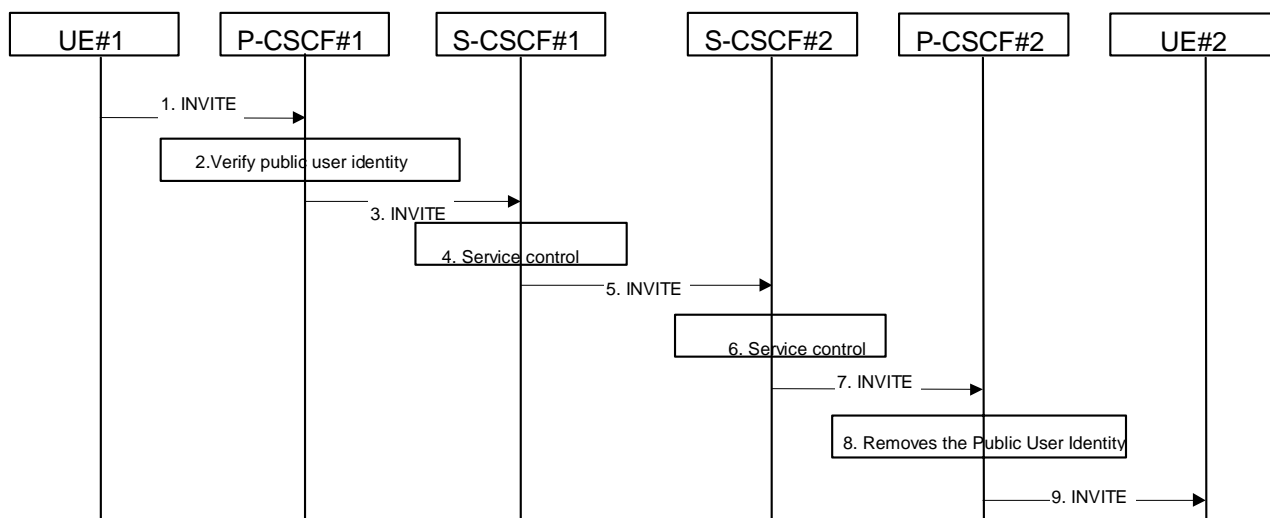 UE#1
P-CSCF#1
S-CSCF#1
S-CSCF#2
P-CSCF#2
UE#2
1. INVITE
2.Verify public user identity
3. INVITE
4. Service control
5. INVITE
6. Service control
7. INVITE
8. Removes the Public User Identity
9. INVITE